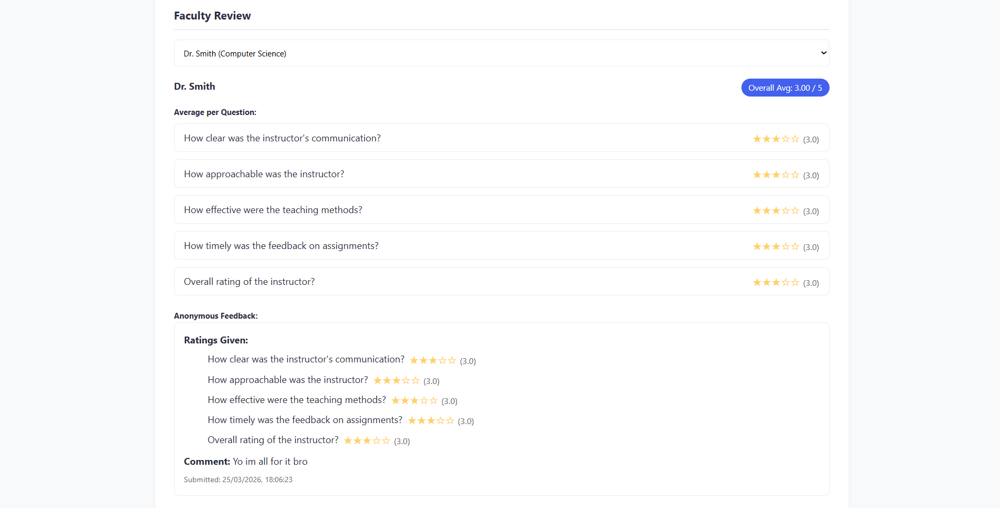 Faculty Review
Dr. Smith (Computer Science)
Dr. Smith
Overall Avg: 3.00 / 5
Average per Question:
How clear was the instructor's communication? ★★★☆☆ (3.0)
How approachable was the instructor? ★★★☆☆ (3.0)
How effective were the teaching methods? ★★★☆☆ (3.0)
How timely was the feedback on assignments? ★★★☆☆ (3.0)
Overall rating of the instructor? ★★★☆☆ (3.0)
Anonymous Feedback:
Ratings Given:
How clear was the instructor's communication? ★★★☆☆ (3.0)
How approachable was the instructor? ★★★☆☆ (3.0)
How effective were the teaching methods? ★★★☆☆ (3.0)
How timely was the feedback on assignments? ★★★☆☆ (3.0)
Overall rating of the instructor? ★★★☆☆ (3.0)
Comment: Yo im all for it bro
Submitted: 25/03/2026, 18:06:23